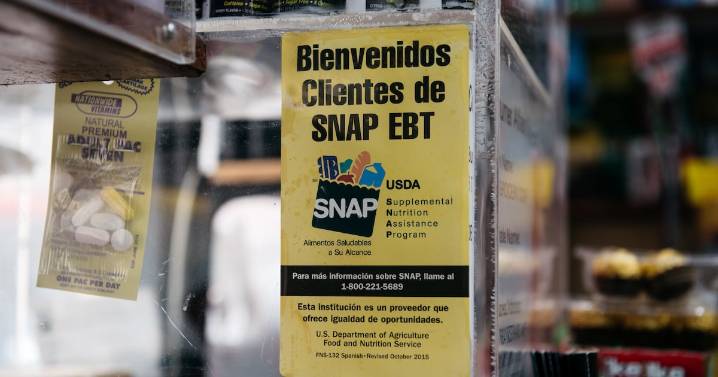 Bienvenidos
Clientes de
SNAP EBT
USDA
SNAP
Supplemental
Nutrition
Assistance
Program
Alimentos Saludables
a Su Alcance
Para más información sobre SNAP, llame al
1-800-221-5689
Esta institución es un proveedor que
ofrece igualdad de oportunidades.
U.S. Department of Agriculture
Food and Nutrition Service
FNS-132 Spanish • Revised October 2015
NATIONWIDE
VITAMINS
NATURAL
PREMIUM
ONE PAC PER DAY